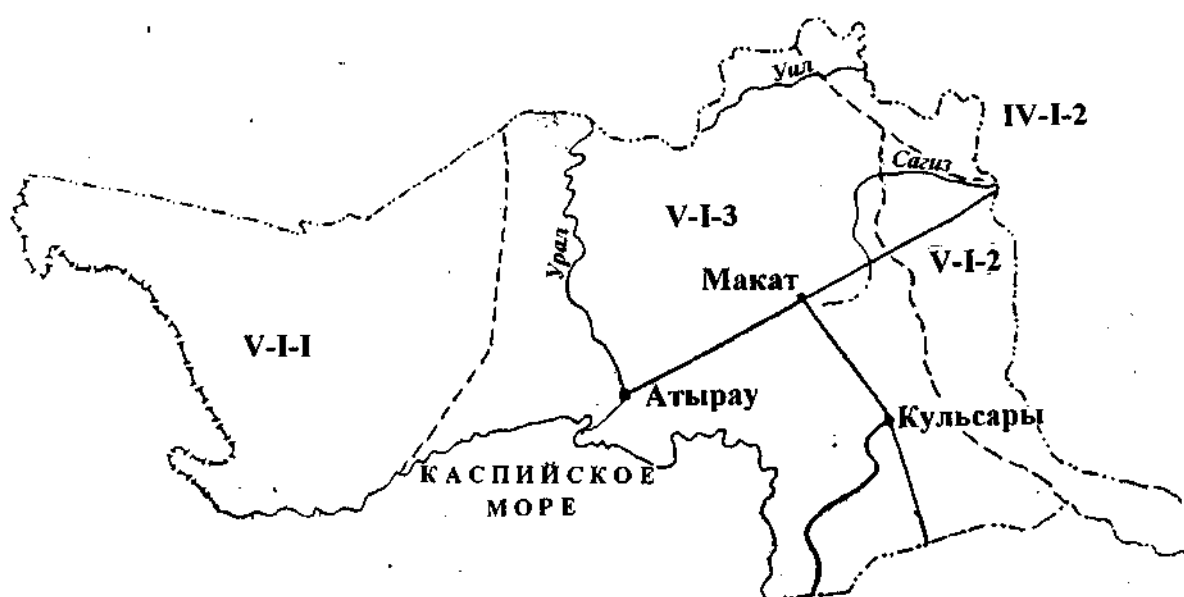 Уил
IV-I-2
Сагиз
V-I-3
Урал
V-I-2
Макат
V-I-I
Атырау
Кульсары
КАСПИЙСКОЕ
МОРЕ